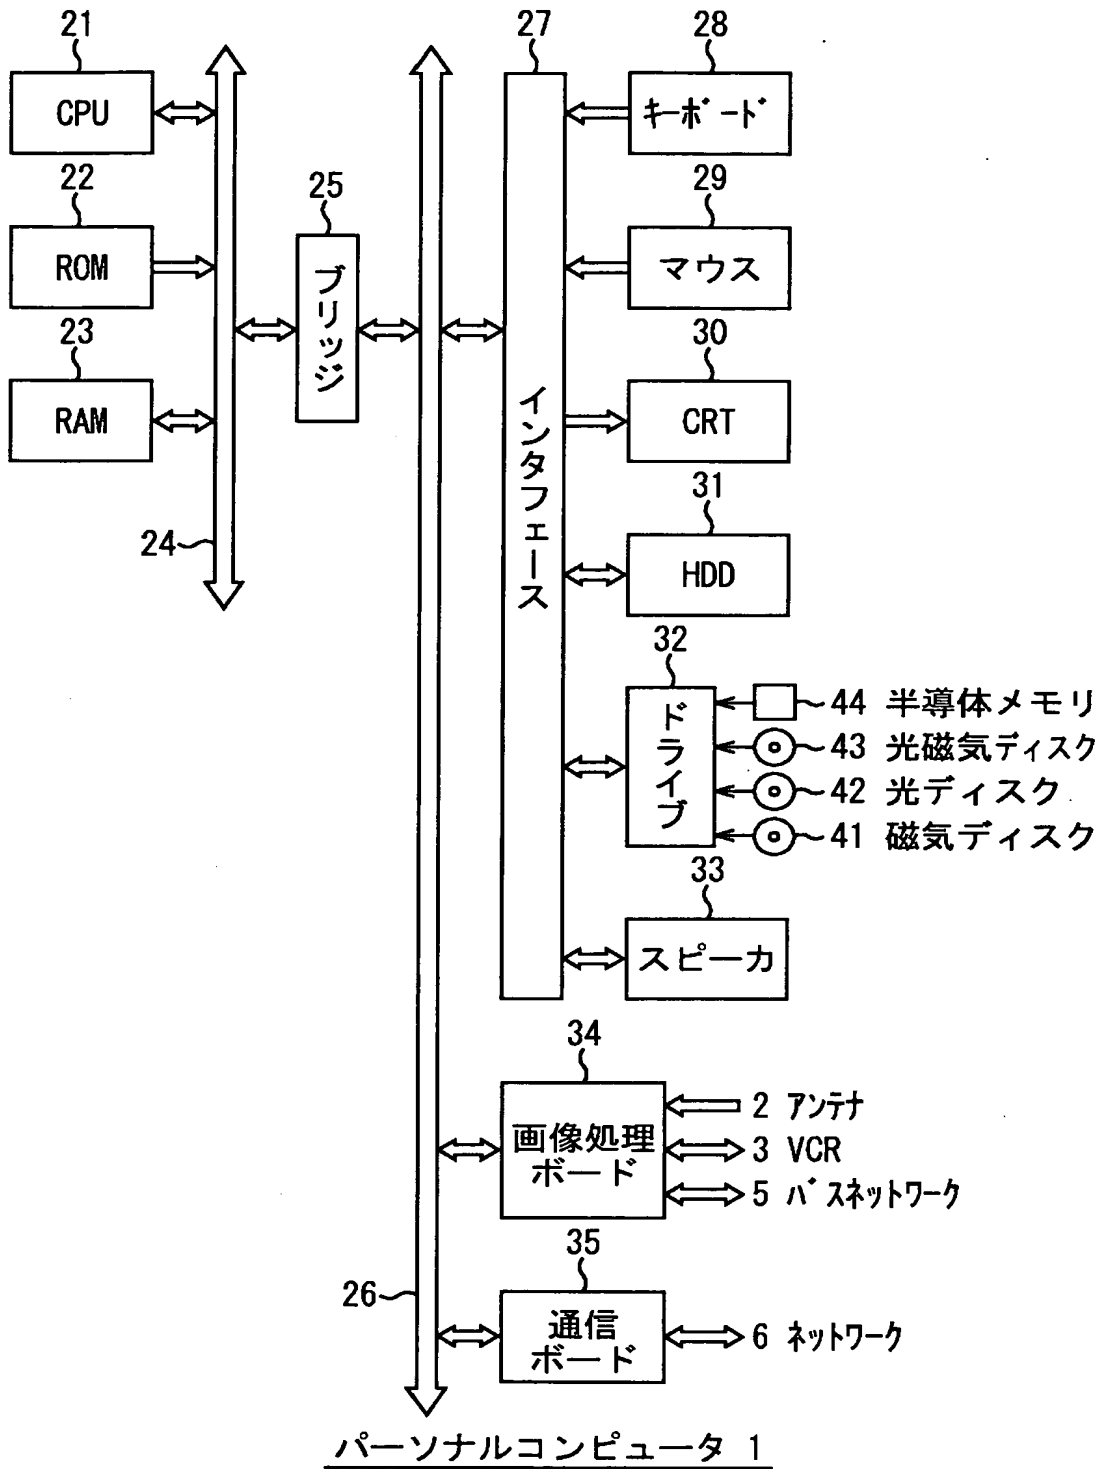 21
CPU
22
ROM
23
RAM
24
25
ブリッジ
26
27
インタフェース
28
キーボード
29
マウス
30
CRT
31
HDD
32
ドライブ
44 半導体メモリ
43 光磁気ディスク
42 光ディスク
41 磁気ディスク
33
スピーカ
34
画像処理
ボード
2 アンテナ
3 VCR
5 バスネットワーク
35
通信
ボード
6 ネットワーク
パーソナルコンピュータ 1